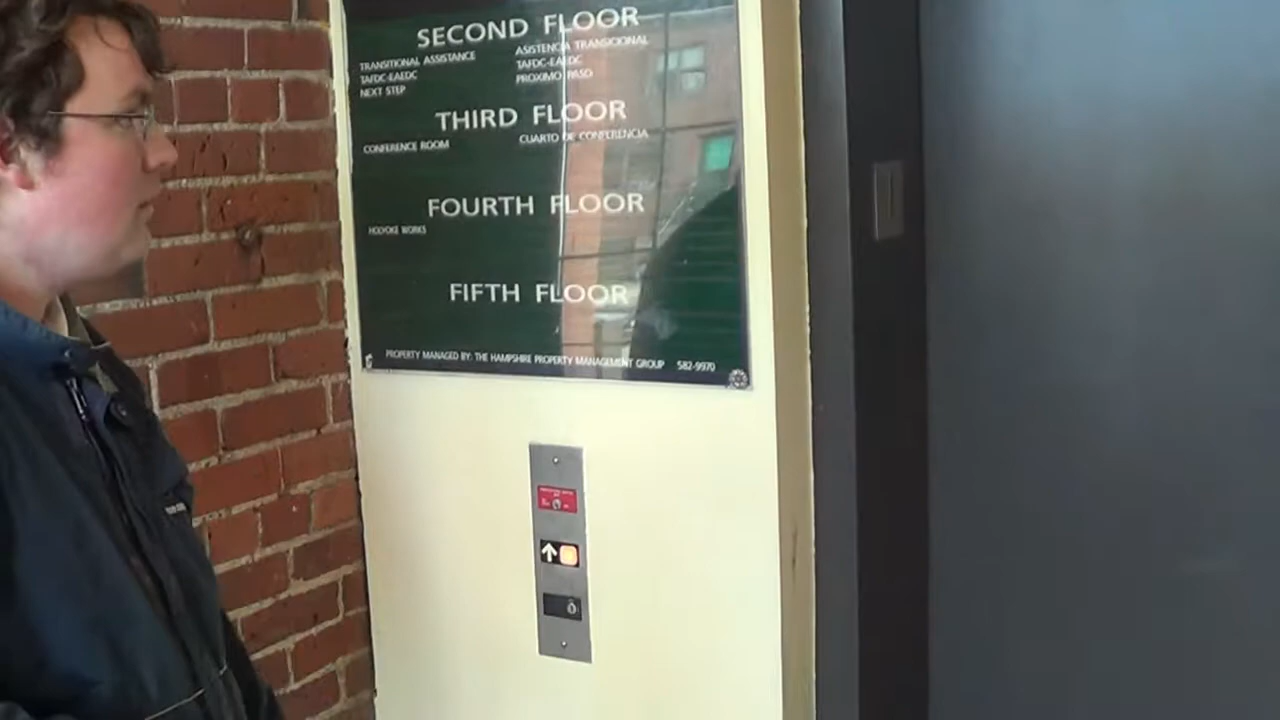 SECOND FLOOR
TRANSITIONAL ASSISTANCE
TAFDC-EAEDC
NEXT STEP
ASISTENCIA TRANSICIONAL
TAFDC-EAEDC
PROXIMO PASO
THIRD FLOOR
CONFERENCE ROOM
CUARTO DE CONFERENCIA
FOURTH FLOOR
HOLYOKE WORKS
FIFTH FLOOR
PROPERTY MANAGED BY: THE HAMPSHIRE PROPERTY MANAGEMENT GROUP 582-9970